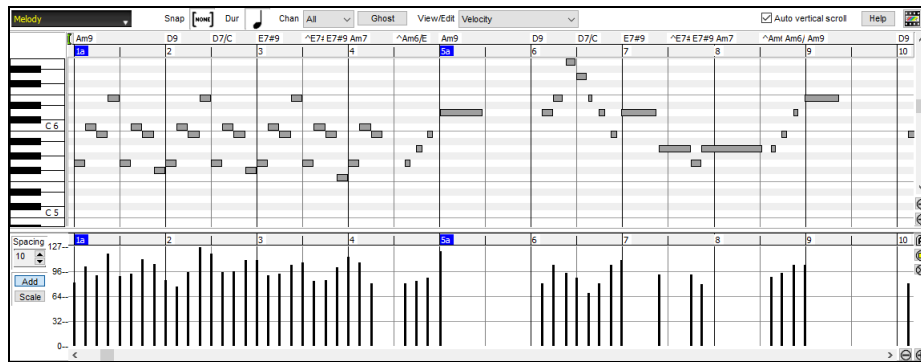 Melody Snap [NONE] Dur Chan All Ghost View/Edit Velocity Auto vertical scroll Help
Am9 D9 D7/C E7#9 ^E7# E7#9 Am7 ^Am6/E Am9 D9 D7/C E7#9 ^E7# E7#9 Am7 Am6/ Am9 D9
1a 2 3 4 5a 6 7 8 9 10
C 6
C 5
Spacing 1a 2 3 4 5a 6 7 8 9 10
127
10
96
Add
64
Scale
32
0